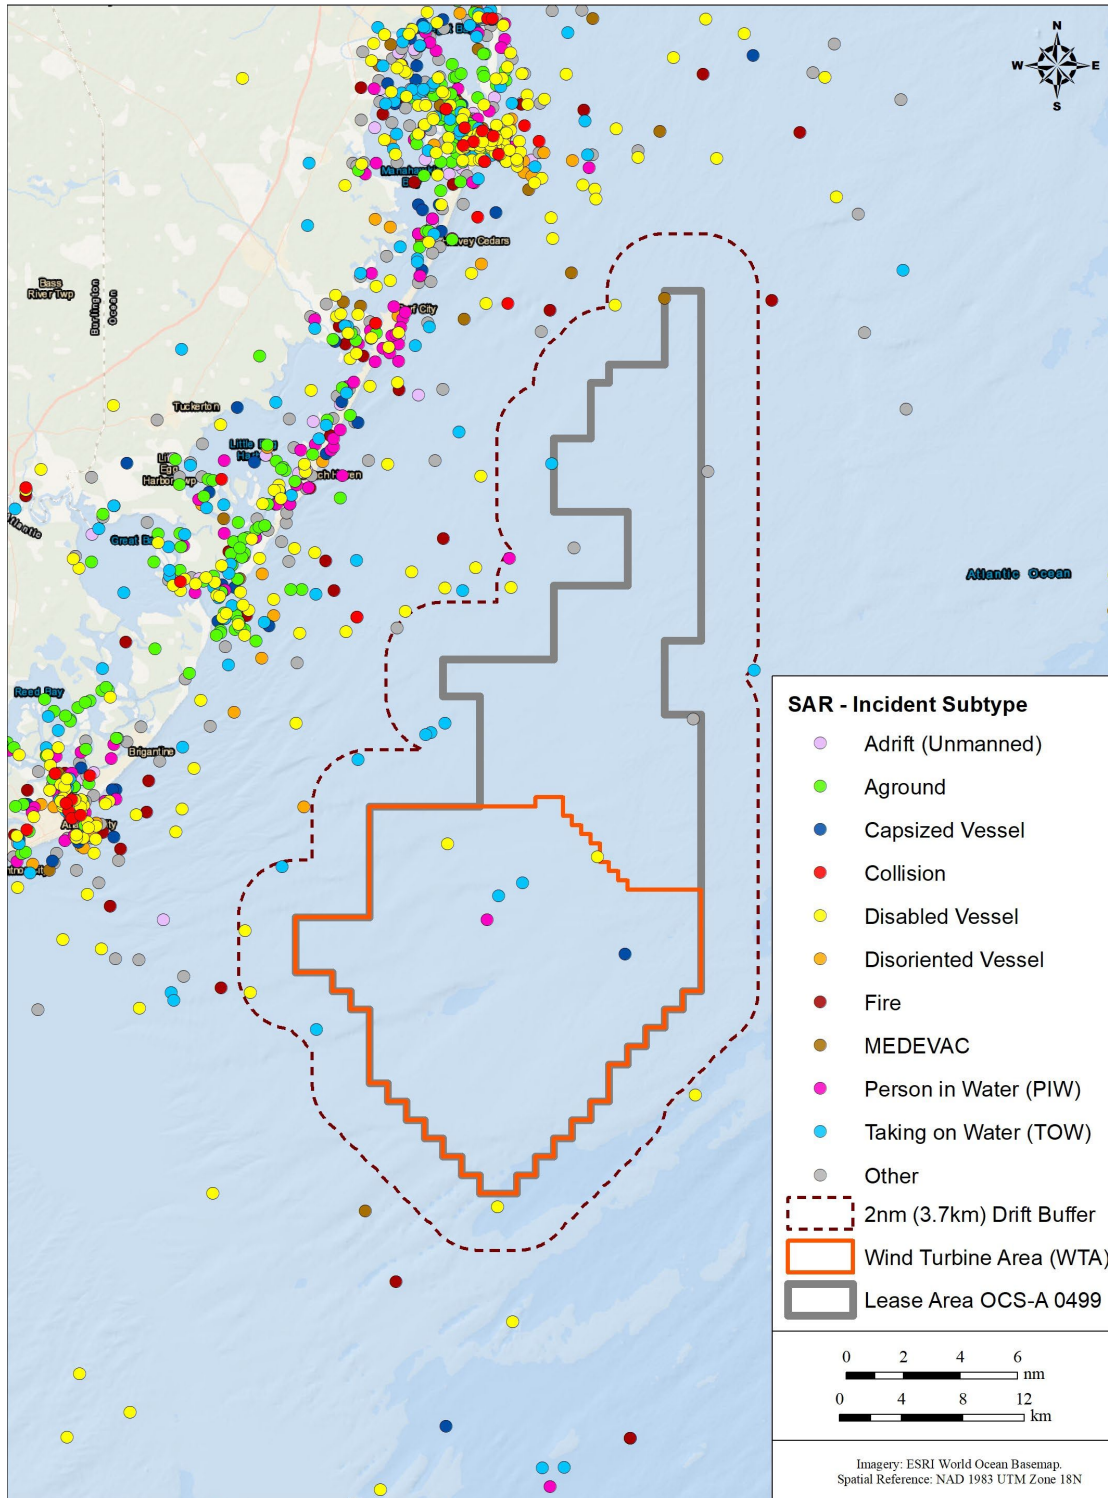 N
W E
S
Harvey Cedars
Bass
River Twp
Burlington
Ocean
Surf City
Tuckerton
Little Egg
Harbor Twp
Beach Haven
Great Bay
Atlantic
Atlantic Ocean
Reed Bay
Brigantine
SAR - Incident Subtype
Adrift (Unmanned)
Aground
Capsized Vessel
Collision
Disabled Vessel
Disoriented Vessel
Fire
MEDEVAC
Person in Water (PIW)
Taking on Water (TOW)
Other
2nm (3.7km) Drift Buffer
Wind Turbine Area (WTA)
Lease Area OCS-A 0499
0 2 4 6
nm
0 4 8 12
km
Imagery: ESRI World Ocean Basemap.
Spatial Reference: NAD 1983 UTM Zone 18N